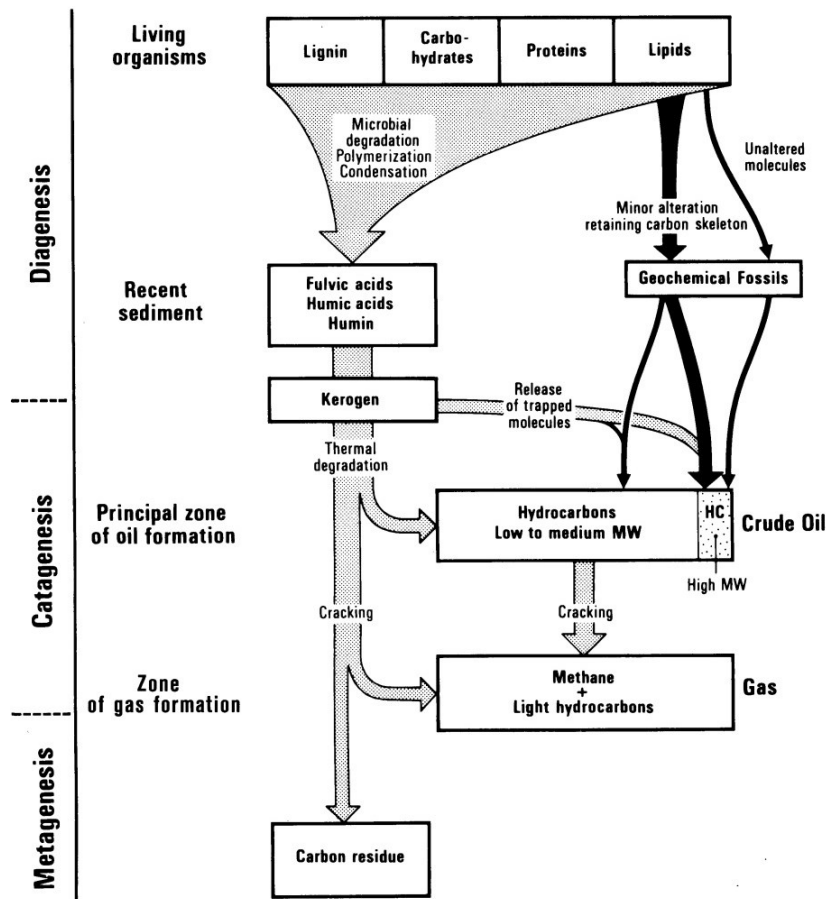 Living
organisms
Lignin
Carbo-
hydrates
Proteins
Lipids
Microbial
degradation
Polymerization
Condensation
Unaltered
molecules
Minor alteration
retaining carbon skeleton
Diagenesis
Recent
sediment
Fulvic acids
Humic acids
Humin
Geochemical Fossils
Kerogen
Release
of trapped
molecules
Thermal
degradation
Catagenesis
Principal zone
of oil formation
Hydrocarbons
Low to medium MW
HC
Crude Oil
High MW
Cracking
Cracking
Zone
of gas formation
Methane
+
Light hydrocarbons
Gas
Metagenesis
Carbon residue